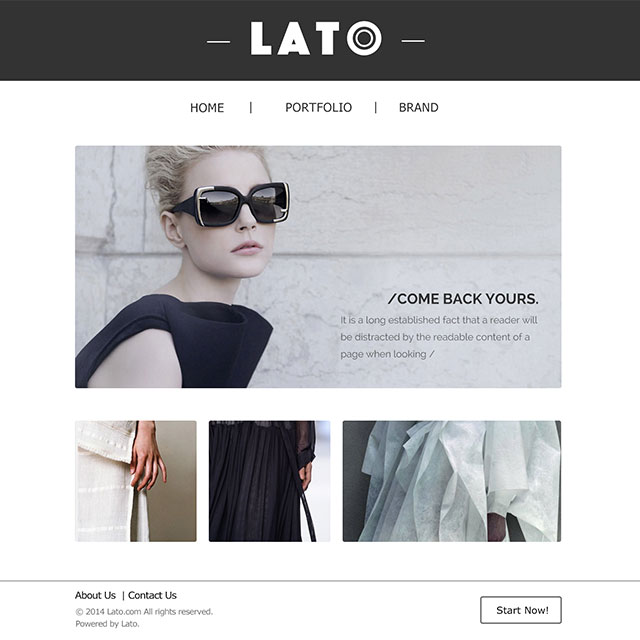 LATO
HOME | PORTFOLIO | BRAND
/COME BACK YOURS.
It is a long established fact that a reader will
be distracted by the readable content of a
page when looking /
About Us | Contact Us
© 2014 Lato.com All rights reserved.
Powered by Lato.
Start Now!